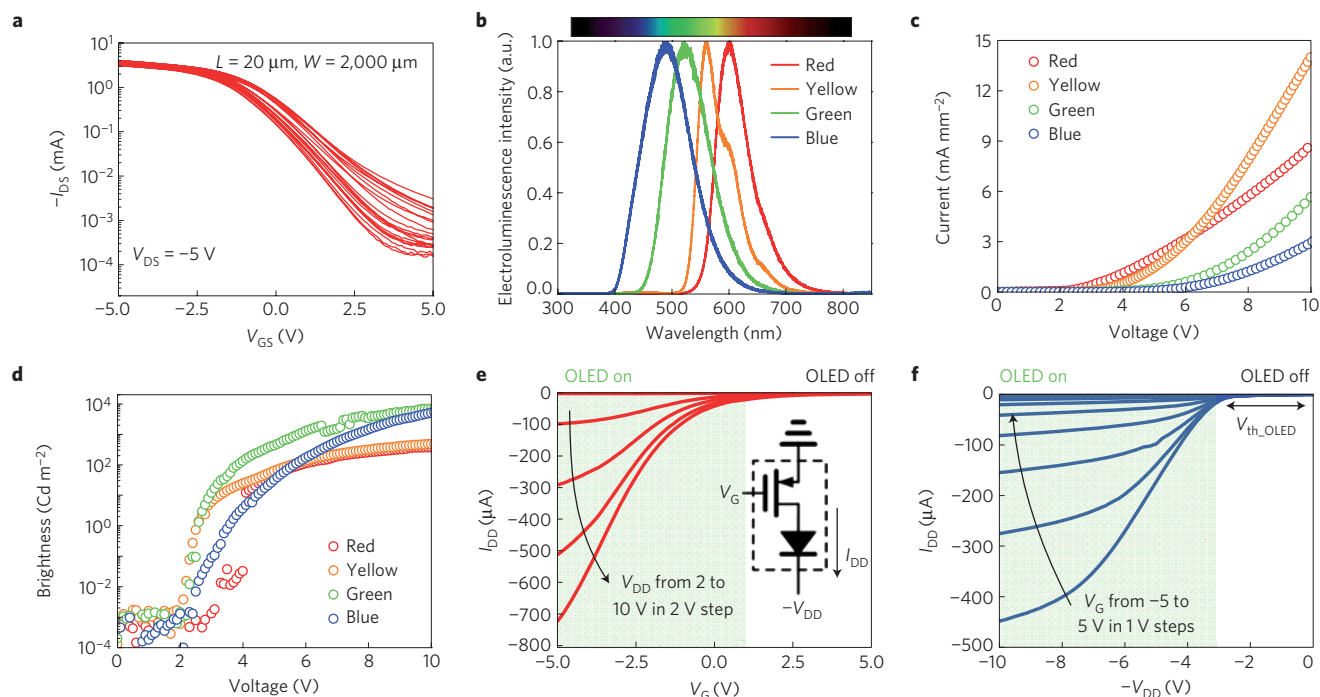 a
10¹
10⁰
10⁻¹
10⁻²
10⁻³
10⁻⁴
−I_DS (mA)
L = 20 μm, W = 2,000 μm
V_DS = −5 V
−5.0
−2.5
0.0
2.5
5.0
V_GS (V)
b
1.0
0.8
0.6
0.4
0.2
0.0
Electroluminescence intensity (a.u.)
Red
Yellow
Green
Blue
300
400
500
600
700
800
Wavelength (nm)
c
15
12
9
6
3
0
Current (mA mm⁻²)
Red
Yellow
Green
Blue
0
2
4
6
8
10
Voltage (V)
d
10⁴
10²
10⁰
10⁻²
10⁻⁴
Brightness (Cd m⁻²)
Red
Yellow
Green
Blue
0
2
4
6
8
10
Voltage (V)
e
OLED on
OLED off
0
−100
−200
−300
−400
−500
−600
−700
−800
I_DD (μA)
V_DD from 2 to
10 V in 2 V step
V_G
I_DD
−V_DD
−5.0
−2.5
0.0
2.5
5.0
V_G (V)
f
OLED on
OLED off
0
−100
−200
−300
−400
−500
I_DD (μA)
V_th_OLED
V_G from −5 to
5 V in 1 V steps
−10
−8
−6
−4
−2
0
−V_DD (V)